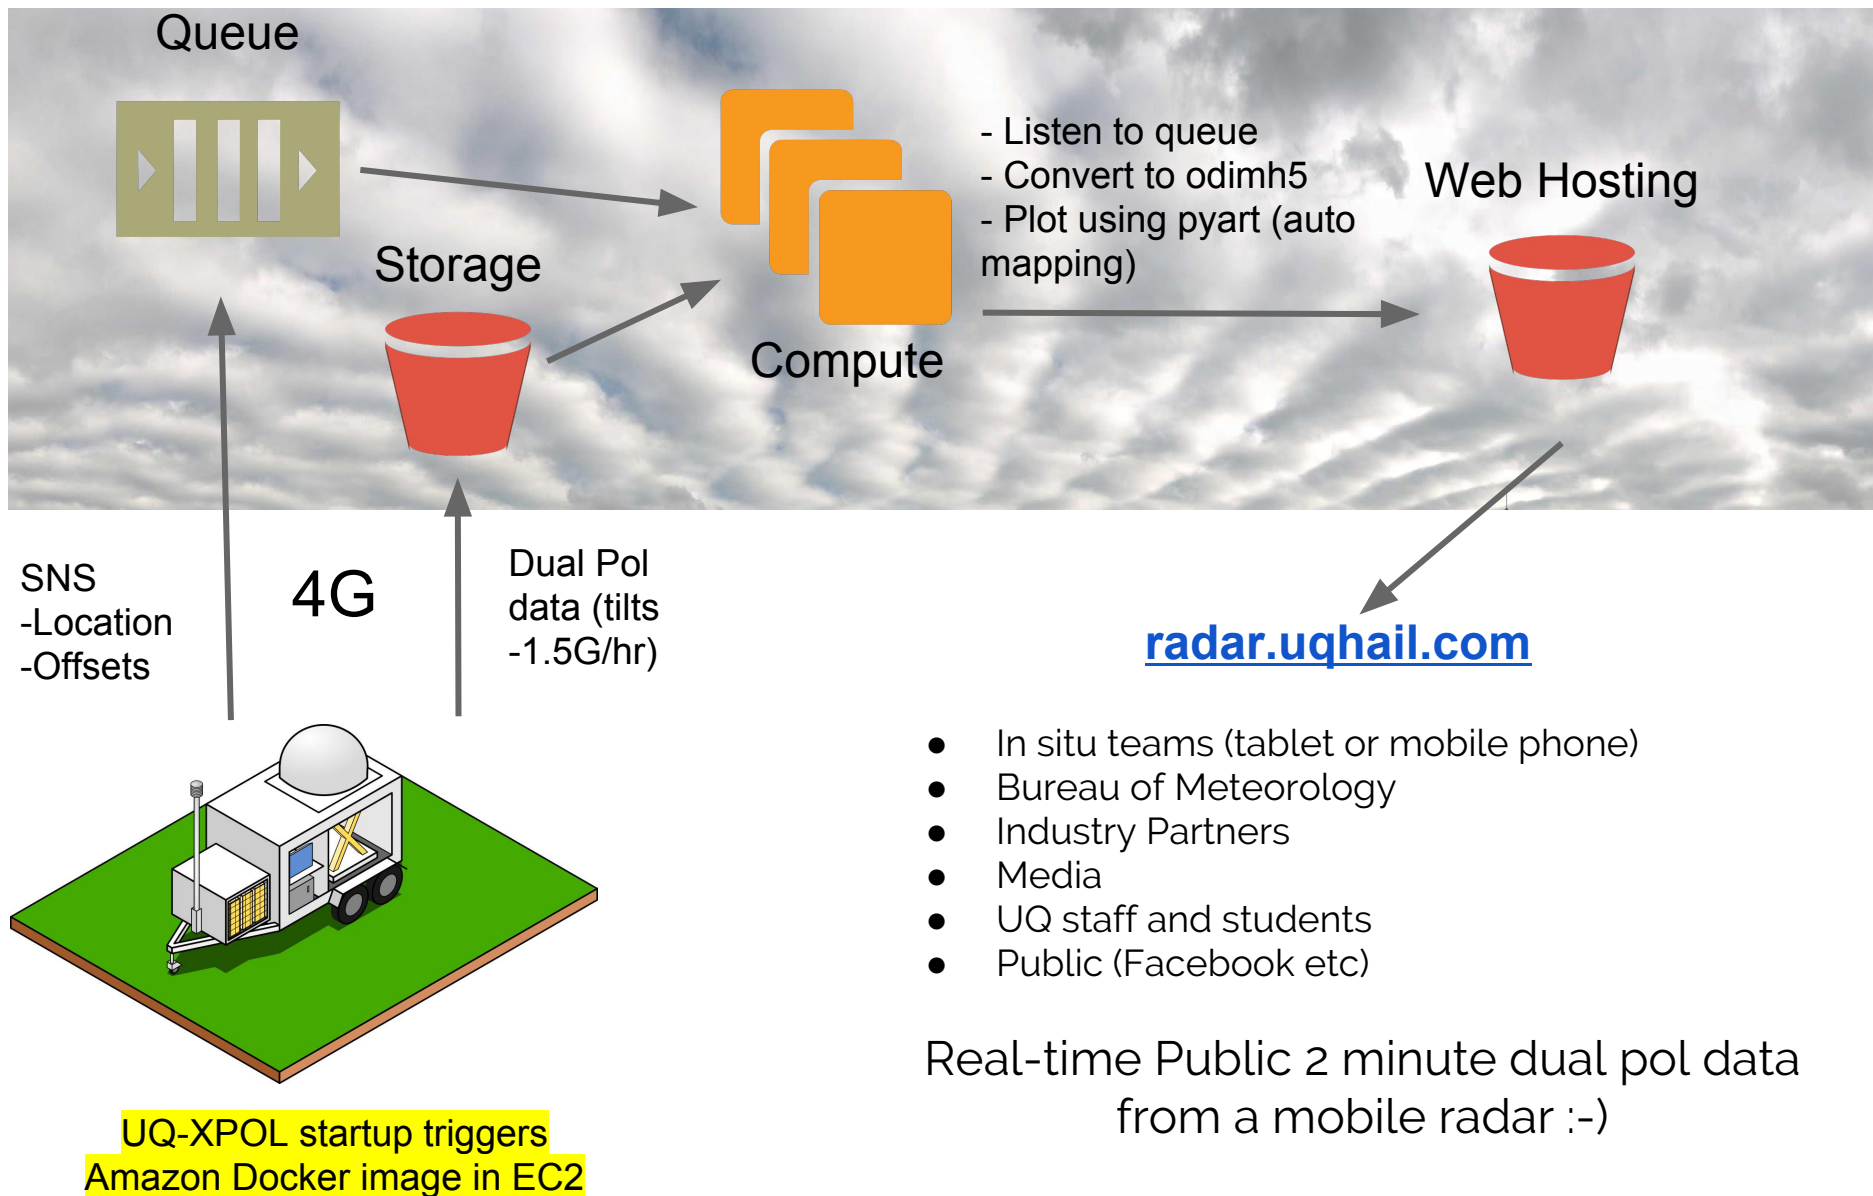 Queue
Storage
Compute
- Listen to queue
- Convert to odimh5
- Plot using pyart (auto
mapping)
Web Hosting
SNS
-Location
-Offsets
4G
Dual Pol
data (tilts
-1.5G/hr)
radar.uqhail.com
● In situ teams (tablet or mobile phone)
● Bureau of Meteorology
● Industry Partners
● Media
● UQ staff and students
● Public (Facebook etc)
Real-time Public 2 minute dual pol data
from a mobile radar :-)
UQ-XPOL startup triggers
Amazon Docker image in EC2